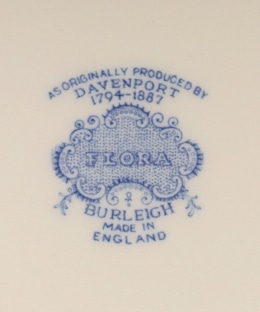 AS ORIGINALLY PRODUCED BY
DAVENPORT
1794-1887
FLORA
BURLEIGH
MADE IN
ENGLAND